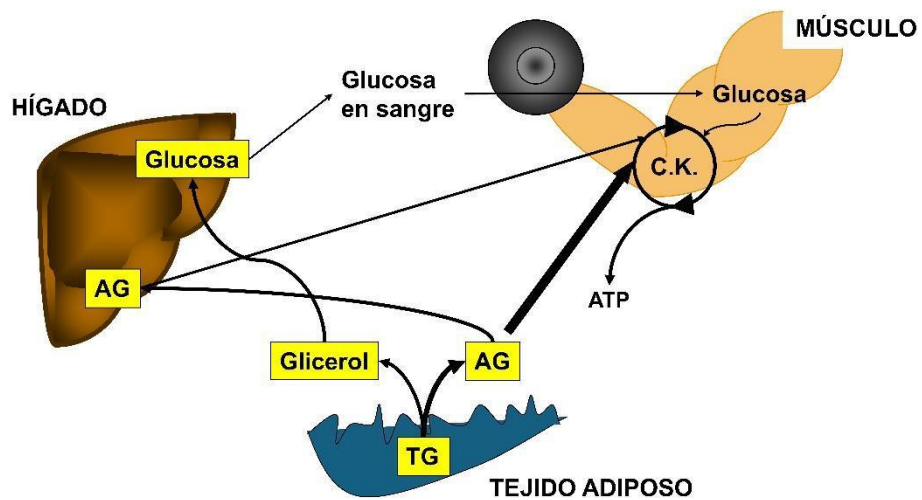 MÚSCULO
HÍGADO
Glucosa
en sangre
Glucosa
Glucosa
C.K.
AG
ATP
Glicerol
AG
TG
TEJIDO ADIPOSO